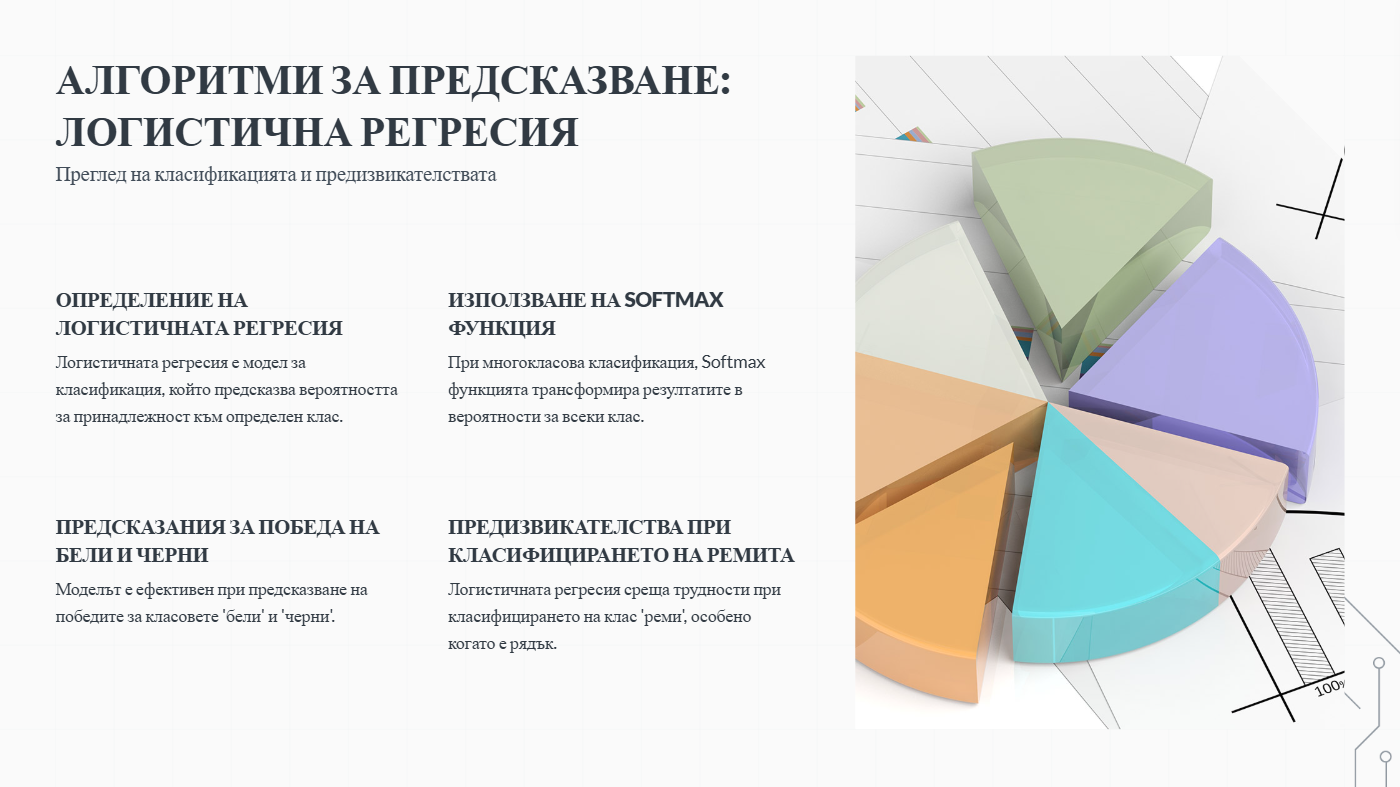 АЛГОРИТМИ ЗА ПРЕДСКАЗВАНЕ:
ЛОГИСТИЧНА РЕГРЕСИЯ
Преглед на класификацията и предизвикателствата
ОПРЕДЕЛЕНИЕ НА
ЛОГИСТИЧНАТА РЕГРЕСИЯ
Логистичната регресия е модел за
класификация, който предсказва вероятността
за принадлежност към определен клас.
ИЗПОЛЗВАНЕ НА SOFTMAX
ФУНКЦИЯ
При многокласова класификация, Softmax
функцията трансформира резултатите в
вероятности за всеки клас.
ПРЕДСКАЗАНИЯ ЗА ПОБЕДА НА
БЕЛИ И ЧЕРНИ
Моделът е ефективен при предсказване на
победите за класовете 'бели' и 'черни'.
ПРЕДИЗВИКАТЕЛСТВА ПРИ
КЛАСИФИЦИРАНЕТО НА РЕМИТА
Логистичната регресия среща трудности при
класифицирането на клас 'реми', особено
когато е рядък.
100%